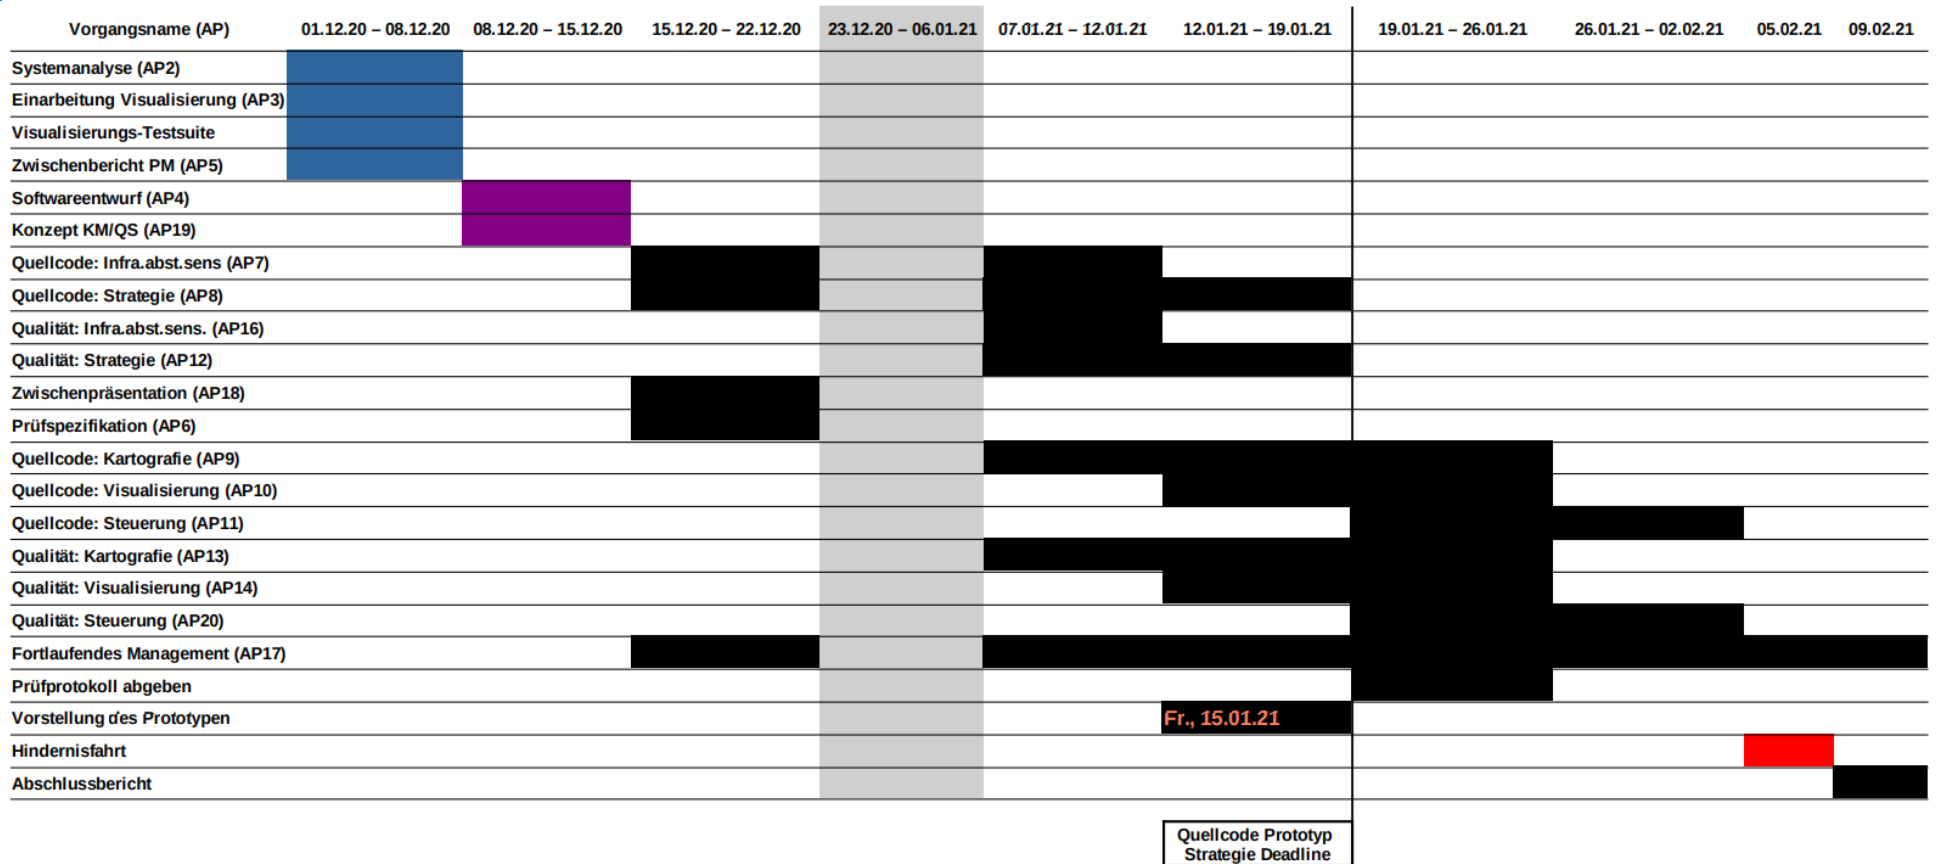 Vorgangsname (AP) 01.12.20 – 08.12.20 08.12.20 – 15.12.20 15.12.20 – 22.12.20 23.12.20 – 06.01.21 07.01.21 – 12.01.21 12.01.21 – 19.01.21 19.01.21 – 26.01.21 26.01.21 – 02.02.21 05.02.21 09.02.21
Systemanalyse (AP2)
Einarbeitung Visualisierung (AP3)
Visualisierungs-Testsuite
Zwischenbericht PM (AP5)
Softwareentwurf (AP4)
Konzept KM/QS (AP19)
Quellcode: Infra.abst.sens (AP7)
Quellcode: Strategie (AP8)
Qualität: Infra.abst.sens. (AP16)
Qualität: Strategie (AP12)
Zwischenpräsentation (AP18)
Prüfspezifikation (AP6)
Quellcode: Kartografie (AP9)
Quellcode: Visualisierung (AP10)
Quellcode: Steuerung (AP11)
Qualität: Kartografie (AP13)
Qualität: Visualisierung (AP14)
Qualität: Steuerung (AP20)
Fortlaufendes Management (AP17)
Prüfprotokoll abgeben
Vorstellung des Prototypen Fr., 15.01.21
Hindernisfahrt
Abschlussbericht
Quellcode Prototyp
Strategie Deadline